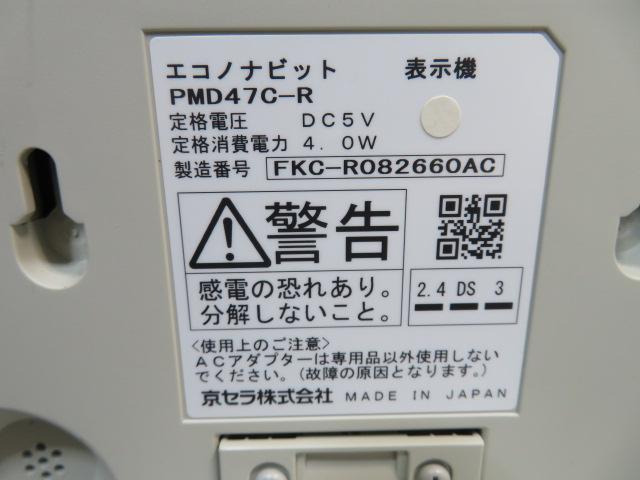 エコノナビット 表示機
PMD47C-R
定格電圧 DC5V
定格消費電力 4.0W
製造番号 FKC-R082660AC
警告
感電の恐れあり。
分解しないこと。
2.4 DS 3
<使用上のご注意>
ACアダプターは専用品以外使用しない
でください。(故障の原因となります。)
京セラ株式会社 MADE IN JAPAN